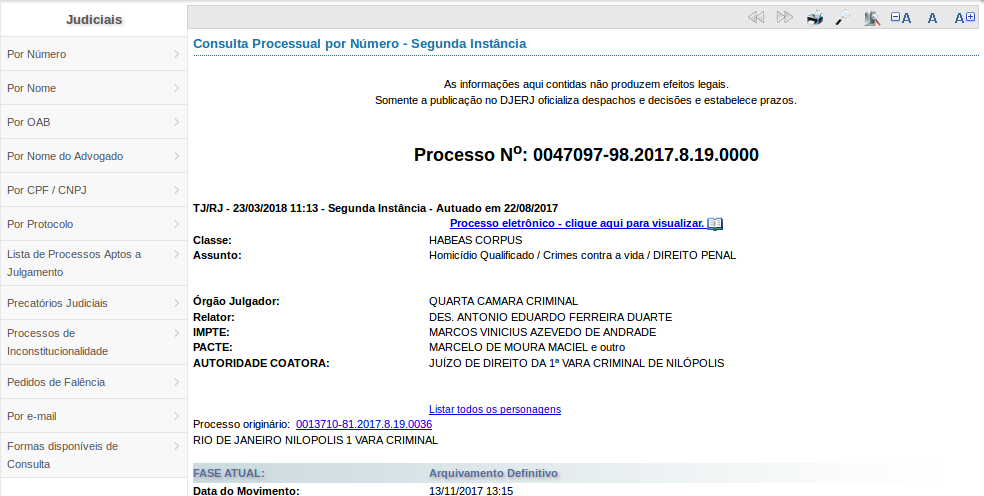 Judiciais
Por Número
Por Nome
Por OAB
Por Nome do Advogado
Por CPF / CNPJ
Por Protocolo
Lista de Processos Aptos a
Julgamento
Precatórios Judiciais
Processos de
Inconstitucionalidade
Pedidos de Falência
Por e-mail
Formas disponíveis de
Consulta
A A A
Consulta Processual por Número - Segunda Instância
As informações aqui contidas não produzem efeitos legais.
Somente a publicação no DJERJ oficializa despachos e decisões e estabelece prazos.
Processo Nº: 0047097-98.2017.8.19.0000
TJ/RJ - 23/03/2018 11:13 - Segunda Instância - Autuado em 22/08/2017
Processo eletrônico - clique aqui para visualizar.
Classe: HABEAS CORPUS
Assunto: Homicídio Qualificado / Crimes contra a vida / DIREITO PENAL
Órgão Julgador: QUARTA CAMARA CRIMINAL
Relator: DES. ANTONIO EDUARDO FERREIRA DUARTE
IMPTE: MARCOS VINICIUS AZEVEDO DE ANDRADE
PACTE: MARCELO DE MOURA MACIEL e outro
AUTORIDADE COATORA: JUÍZO DE DIREITO DA 1ª VARA CRIMINAL DE NILÓPOLIS
Listar todos os personagens
Processo originário: 0013710-81.2017.8.19.0036
RIO DE JANEIRO NILOPOLIS 1 VARA CRIMINAL
FASE ATUAL: Arquivamento Definitivo
Data do Movimento: 13/11/2017 13:15